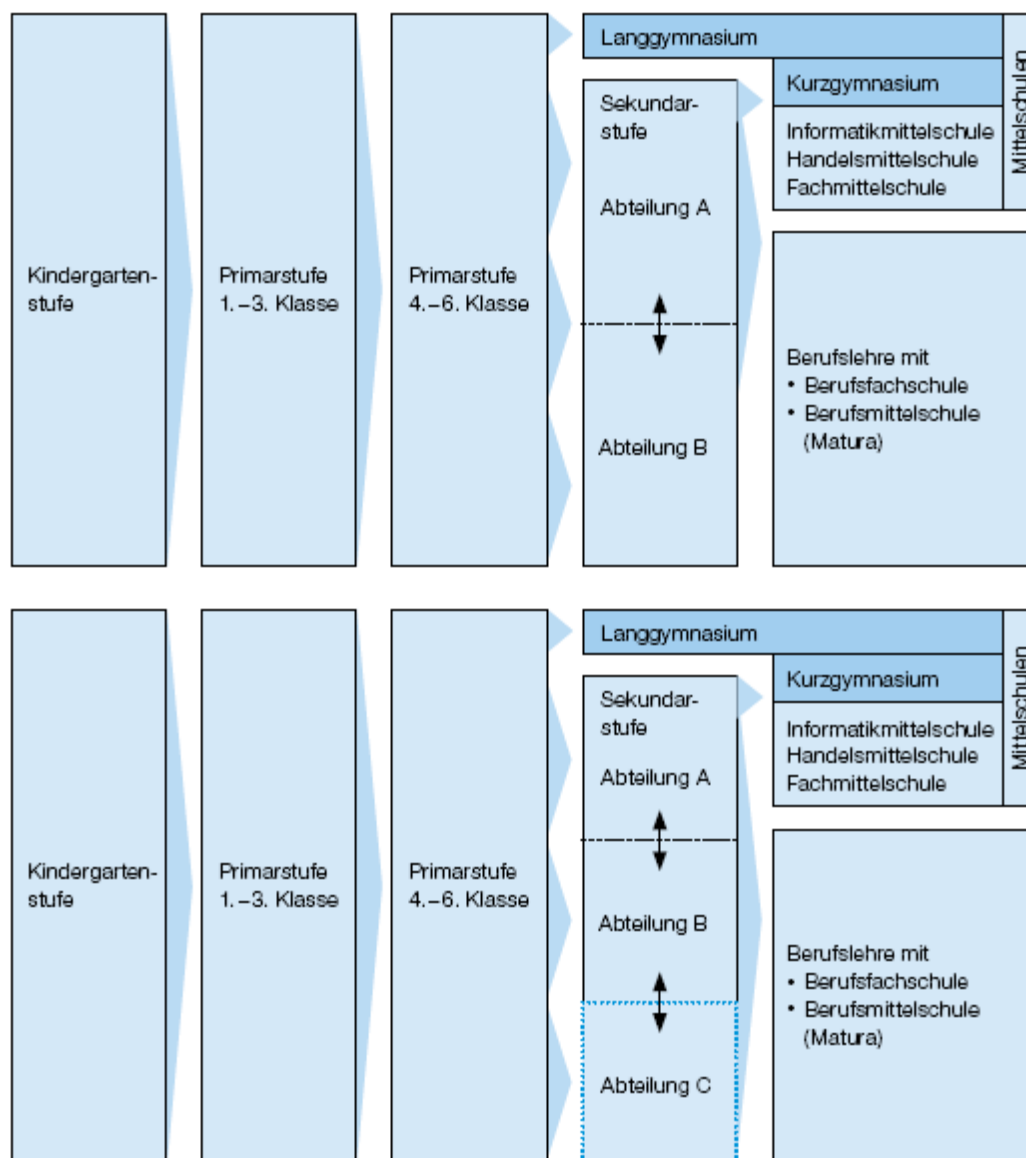 Langgymnasium
Kurzgymnasium
Informatikmittelschule
Handelsmittelschule
Fachmittelschule
Mittelschulen
Sekundar-
stufe
Abteilung A
Kindergarten-
stufe
Primarstufe
1.–3. Klasse
Primarstufe
4.–6. Klasse
Abteilung B
Berufslehre mit
• Berufsfachschule
• Berufsmittelschule
(Matura)
Langgymnasium
Kurzgymnasium
Informatikmittelschule
Handelsmittelschule
Fachmittelschule
Mittelschulen
Sekundar-
stufe
Abteilung A
Kindergarten-
stufe
Primarstufe
1.–3. Klasse
Primarstufe
4.–6. Klasse
Abteilung B
Abteilung C
Berufslehre mit
• Berufsfachschule
• Berufsmittelschule
(Matura)